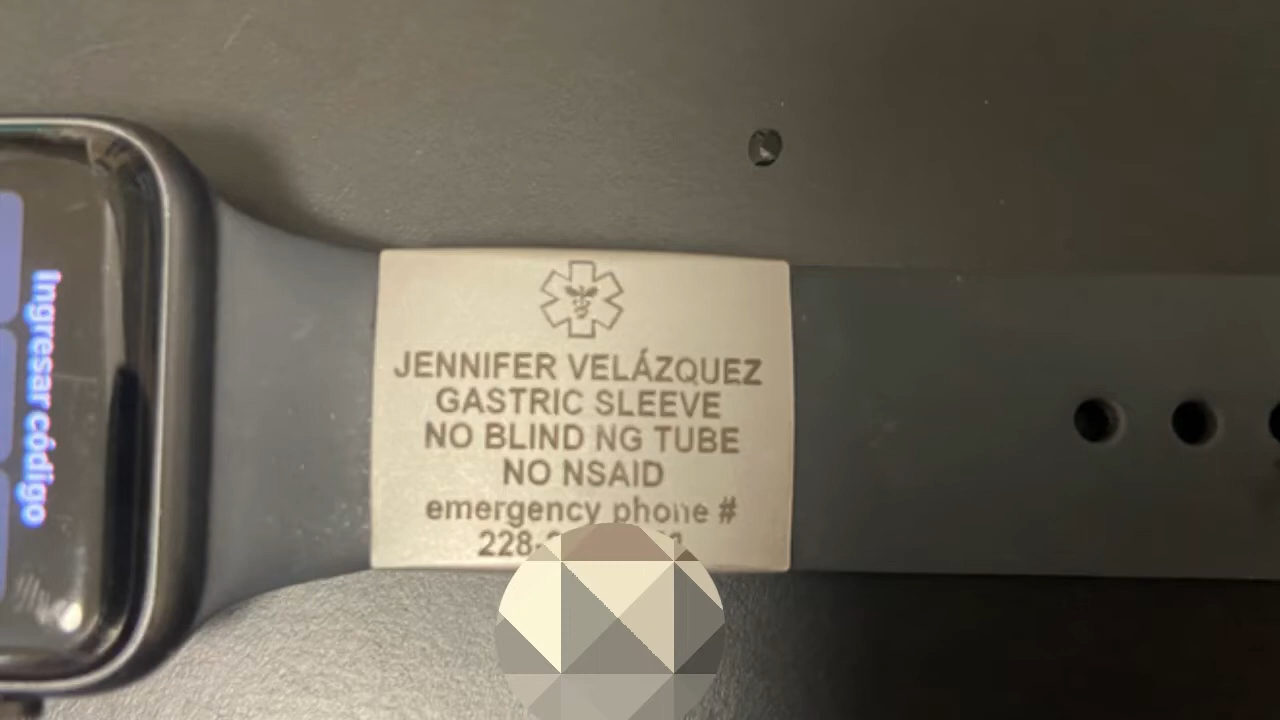 JENNIFER VELÁZQUEZ
GASTRIC SLEEVE
NO BLIND NG TUBE
NO NSAID
emergency phone #
228-
Ingresar código